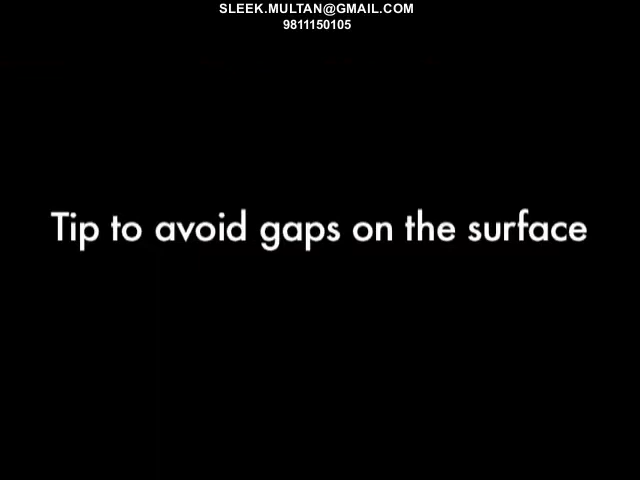 SLEEK.MULTAN@GMAIL.COM
9811150105
Tip to avoid gaps on the surface